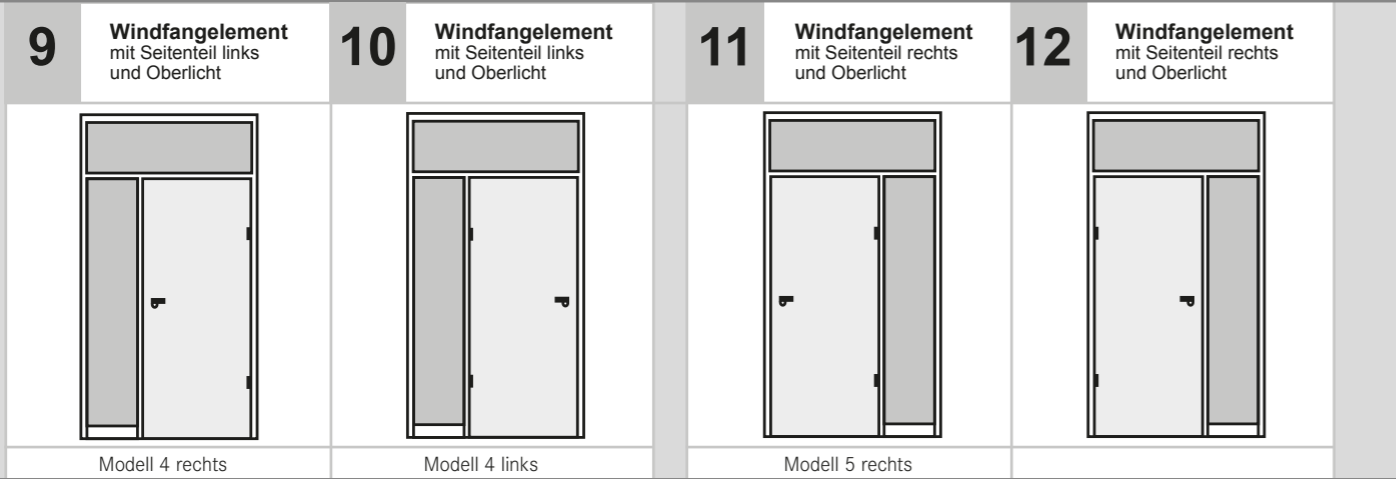 9
Windfangelement
mit Seitenteil links
und Oberlicht
10
Windfangelement
mit Seitenteil links
und Oberlicht
11
Windfangelement
mit Seitenteil rechts
und Oberlicht
12
Windfangelement
mit Seitenteil rechts
und Oberlicht
Modell 4 rechts
Modell 4 links
Modell 5 rechts